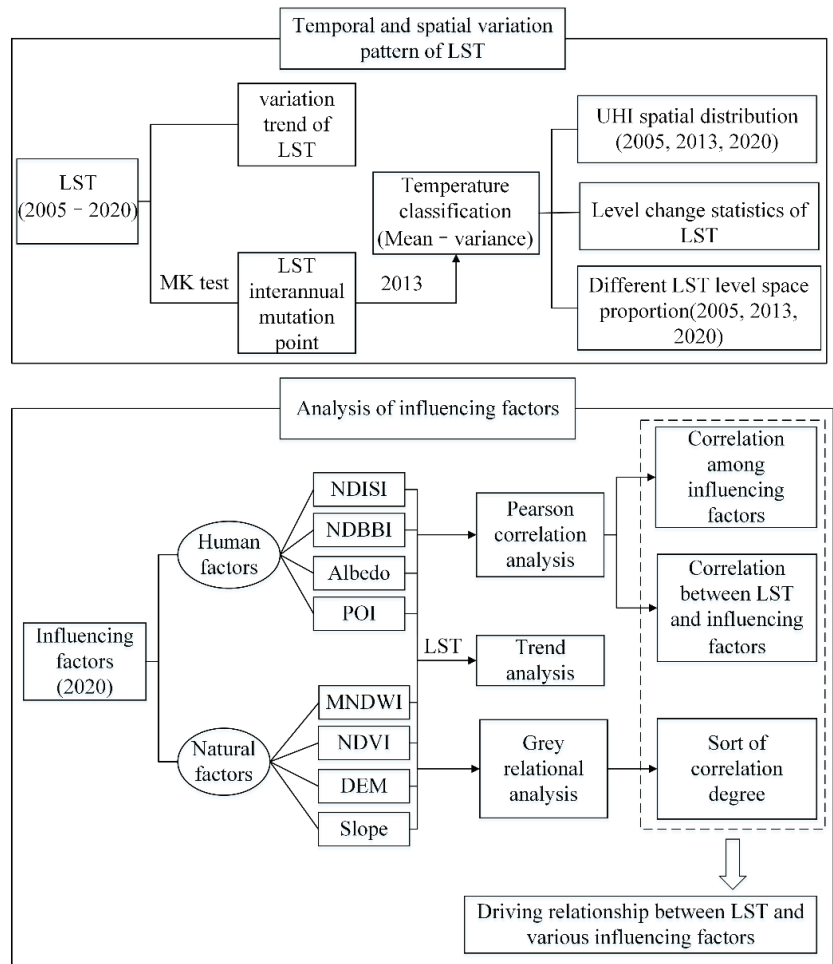 Temporal and spatial variation
pattern of LST
variation
trend of
LST
LST
(2005－2020)
MK test
LST
interannual
mutation
point
2013
Temperature
classification
(Mean－variance)
UHI spatial distribution
(2005, 2013, 2020)
Level change statistics of
LST
Different LST level space
proportion(2005, 2013,
2020)
Analysis of influencing factors
Influencing
factors
(2020)
Human
factors
Natural
factors
NDISI
NDBBI
Albedo
POI
MNDWI
NDVI
DEM
Slope
LST
Pearson
correlation
analysis
Trend
analysis
Grey
relational
analysis
Correlation
among
influencing
factors
Correlation
between LST
and influencing
factors
Sort of
correlation
degree
Driving relationship between LST and
various influencing factors